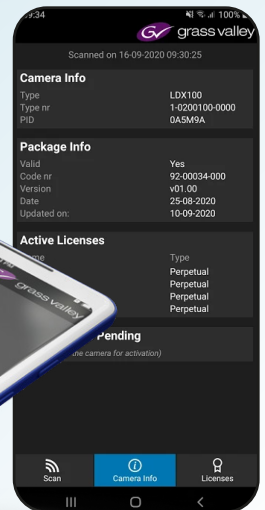 9:34 100%
grass valley
Scanned on 16-09-2020 09:30:25
Camera Info
Type LDX100
Type nr 1-0200100-0000
PID 0A5M9A
Package Info
Valid Yes
Code nr 92-00034-000
Version v01.00
Date 25-08-2020
Updated on: 10-09-2020
Active Licenses
Type
Perpetual
Perpetual
Perpetual
Perpetual
grass valley
Pending
camera for activation)
Scan Camera Info Licenses